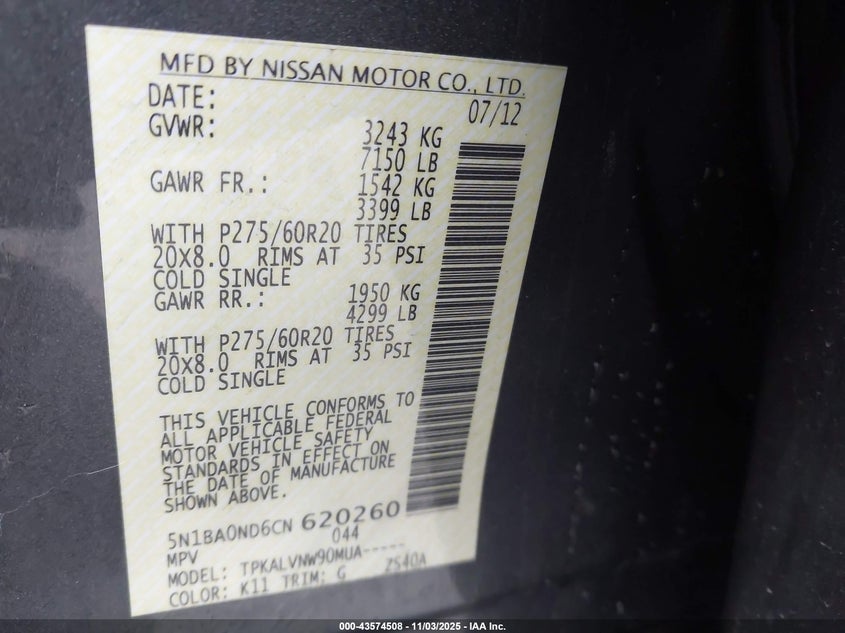 MFD BY NISSAN MOTOR CO., LTD.
DATE: 07/12
GVWR: 3243 KG
7150 LB
GAWR FR.: 1542 KG
3399 LB
WITH P275/60R20 TIRES
20X8.0 RIMS AT 35 PSI
COLD SINGLE
GAWR RR.: 1950 KG
4299 LB
WITH P275/60R20 TIRES
20X8.0 RIMS AT 35 PSI
COLD SINGLE
THIS VEHICLE CONFORMS TO
ALL APPLICABLE FEDERAL
MOTOR VEHICLE SAFETY
STANDARDS IN EFFECT ON
THE DATE OF MANUFACTURE
SHOWN ABOVE.
5N1BA0ND6CN 620260
MPV 044
MODEL: TPKALVNW90MUA-----
COLOR: K11 TRIM: G ZS40A
000-43574508 - 11/03/2025 - IAA Inc.